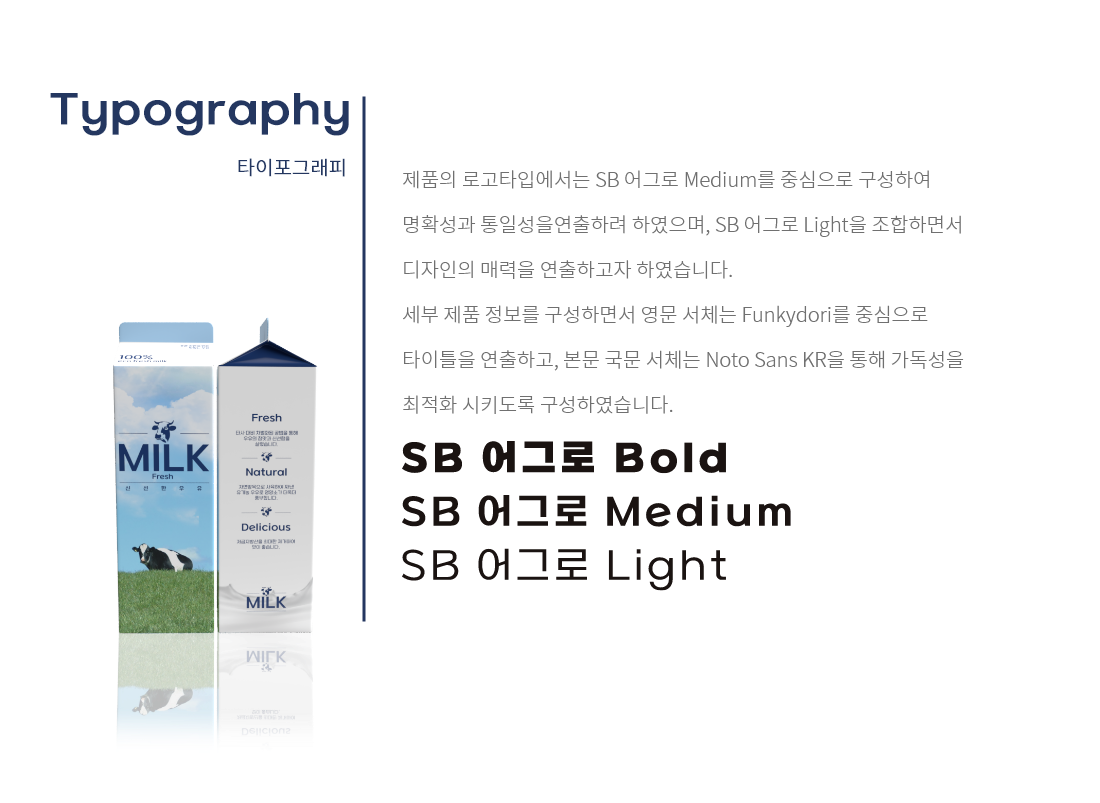 Typography
타이포그래피
제품의 로고타입에서는 SB 어그로 Medium를 중심으로 구성하여
명확성과 통일성을연출하려 하였으며, SB 어그로 Light을 조합하면서
디자인의 매력을 연출하고자 하였습니다.
세부 제품 정보를 구성하면서 영문 서체는 Funkydori를 중심으로
타이틀을 연출하고, 본문 국문 서체는 Noto Sans KR을 통해 가독성을
최적화 시키도록 구성하였습니다.
SB 어그로 Bold
SB 어그로 Medium
SB 어그로 Light
100%
MILK
Fresh
신 선 한 우 유
Fresh
Natural
Delicious
MILK